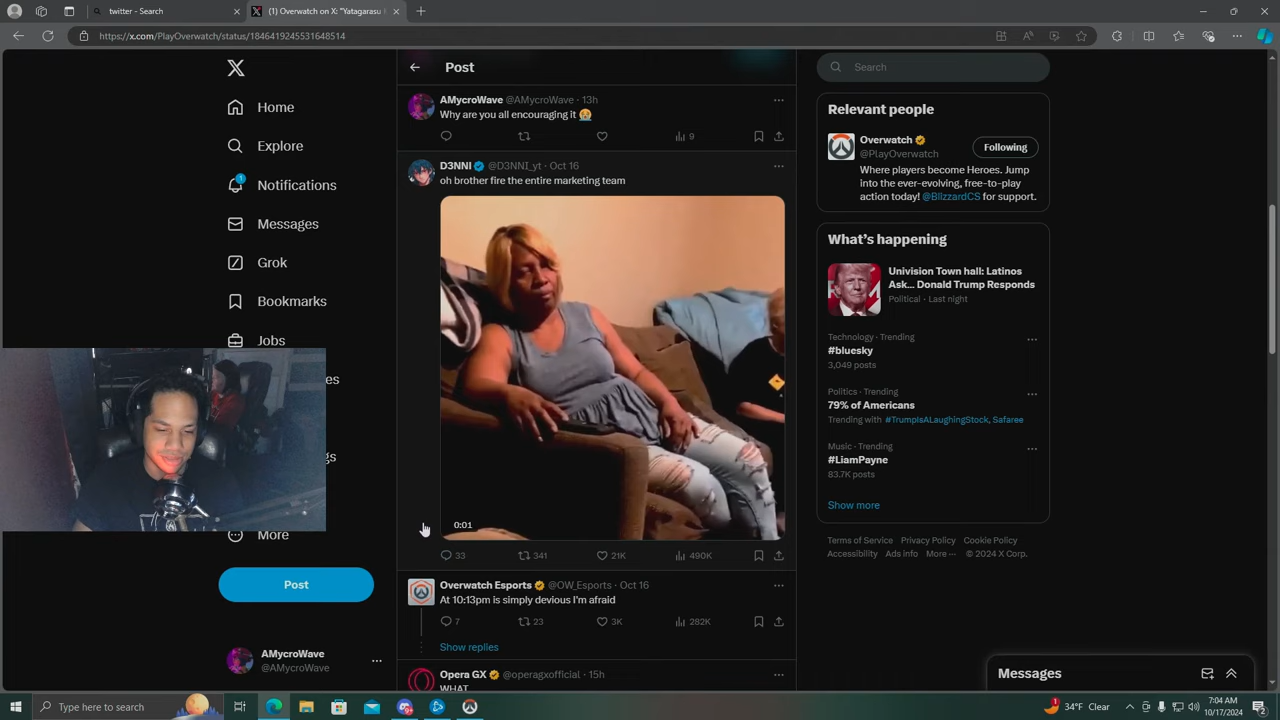 twitter - Search
(1) Overwatch on X: "Yatagarasu
https://x.com/PlayOverwatch/status/1846419245531648514
Home
Explore
1
Notifications
Messages
Grok
Bookmarks
Jobs
More
Post
AMycroWave
@AMycroWave
Post
AMycroWave @AMycroWave · 13h
Why are you all encouraging it 😭
9
D3NNI @D3NNI_yt · Oct 16
oh brother fire the entire marketing team
0:01
33 341 21K 490K
Overwatch Esports @OW_Esports · Oct 16
At 10:13pm is simply devious I'm afraid
7 23 3K 282K
Show replies
Opera GX @operagxofficial · 15h
WHAT
Search
Relevant people
Overwatch
@PlayOverwatch
Following
Where players become Heroes. Jump
into the ever-evolving, free-to-play
action today! @BlizzardCS for support.
What's happening
Univision Town hall: Latinos
Ask... Donald Trump Responds
Political · Last night
Technology · Trending
#bluesky
3,049 posts
Politics · Trending
79% of Americans
Trending with #TrumpIsALaughingStock, Safaree
Music · Trending
#LiamPayne
83.7K posts
Show more
Terms of Service Privacy Policy Cookie Policy
Accessibility Ads info More ··· © 2024 X Corp.
Messages
Type here to search
1
34°F Clear
7:04 AM
10/17/2024
2